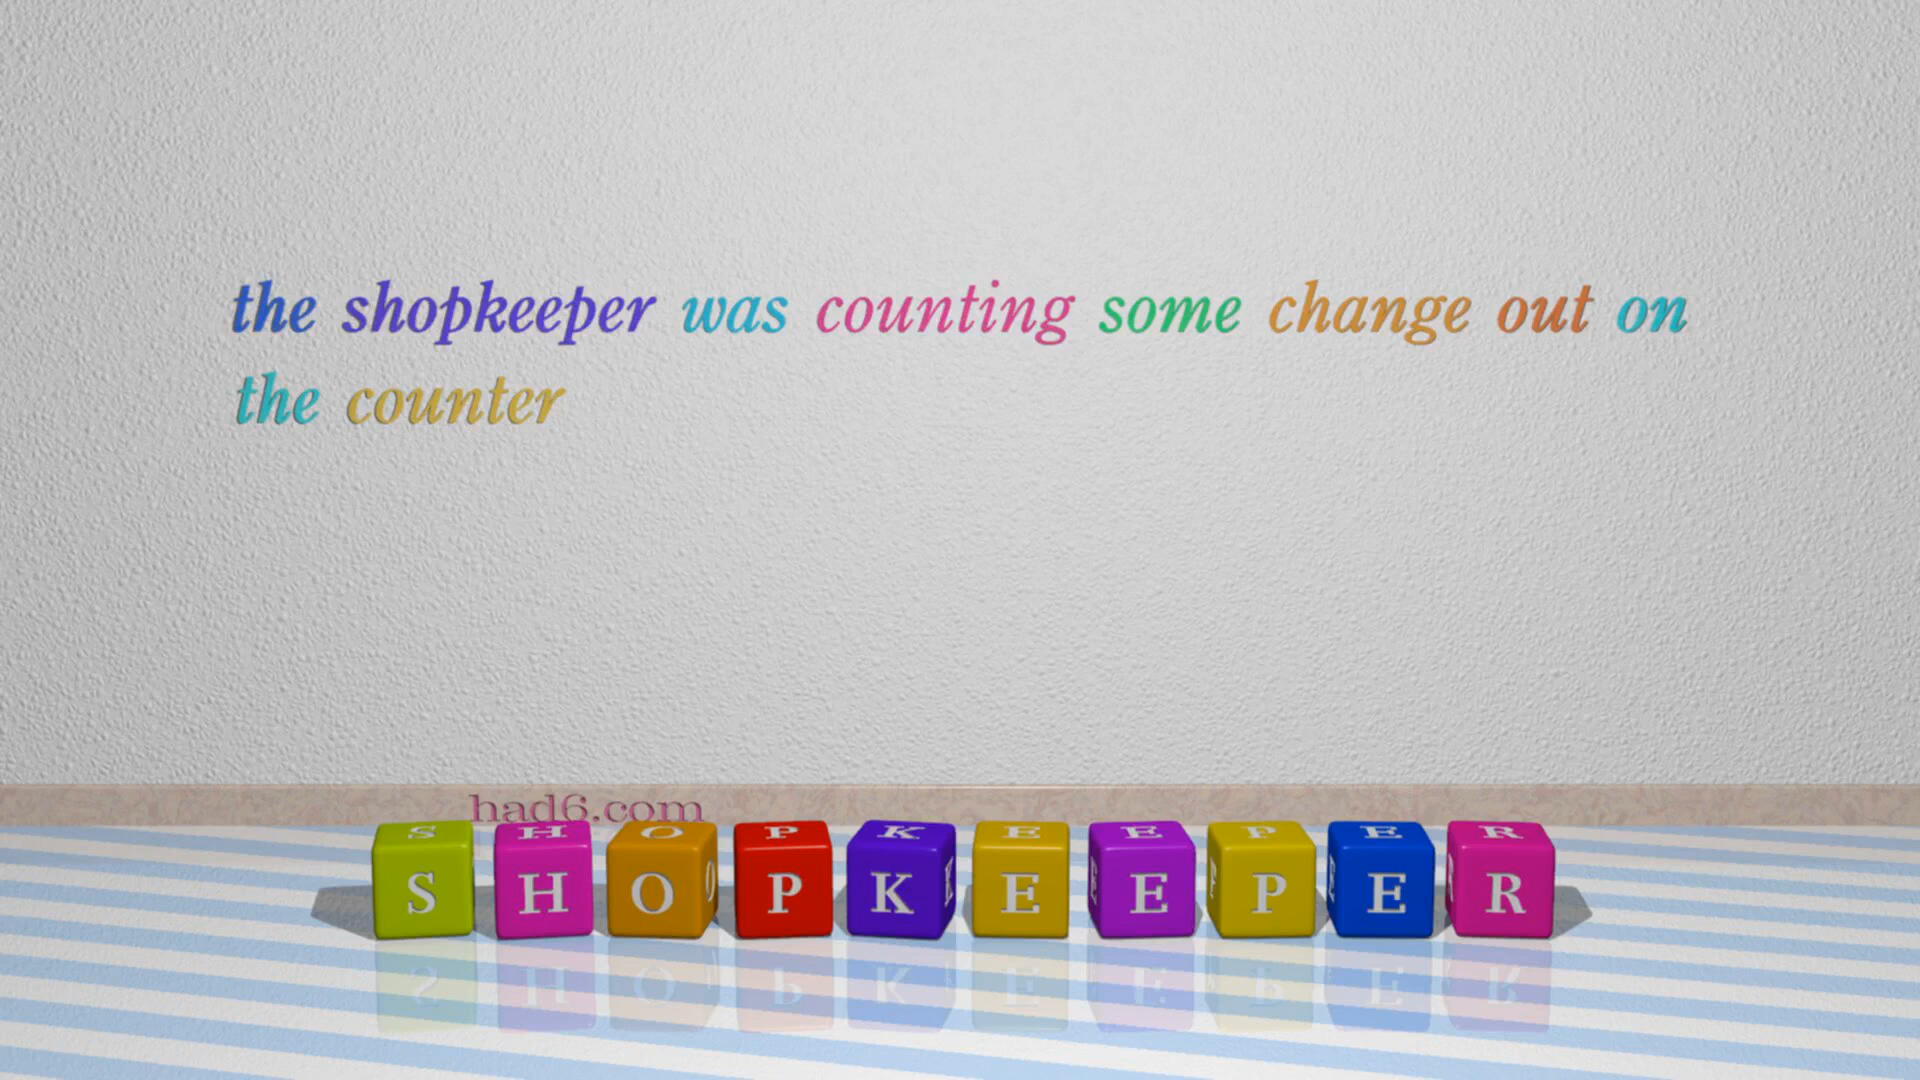 the shopkeeper was counting some change out on
the counter
had6.com
SHOPKEEPER